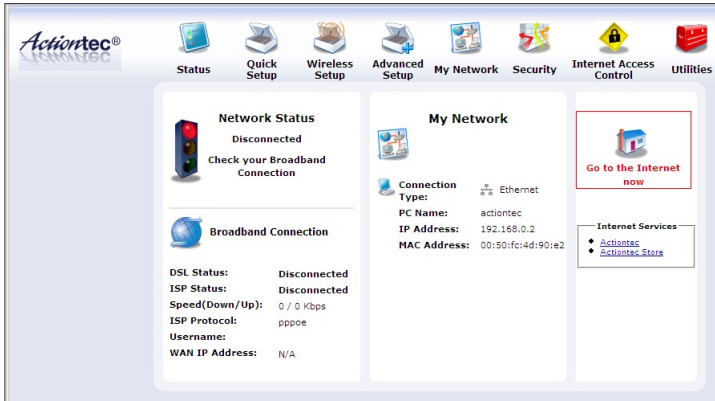 Actiontec®
Status
Quick Setup
Wireless Setup
Advanced Setup
My Network
Security
Internet Access Control
Utilities
Network Status
Disconnected
Check your Broadband
Connection
Broadband Connection
DSL Status: Disconnected
ISP Status: Disconnected
Speed(Down/Up): 0 / 0 Kbps
ISP Protocol: pppoe
Username:
WAN IP Address: N/A
My Network
Connection Type: Ethernet
PC Name: actiontec
IP Address: 192.168.0.2
MAC Address: 00:50:fc:4d:90:e2
Go to the Internet
now
Internet Services
Actiontec
Actiontec Store